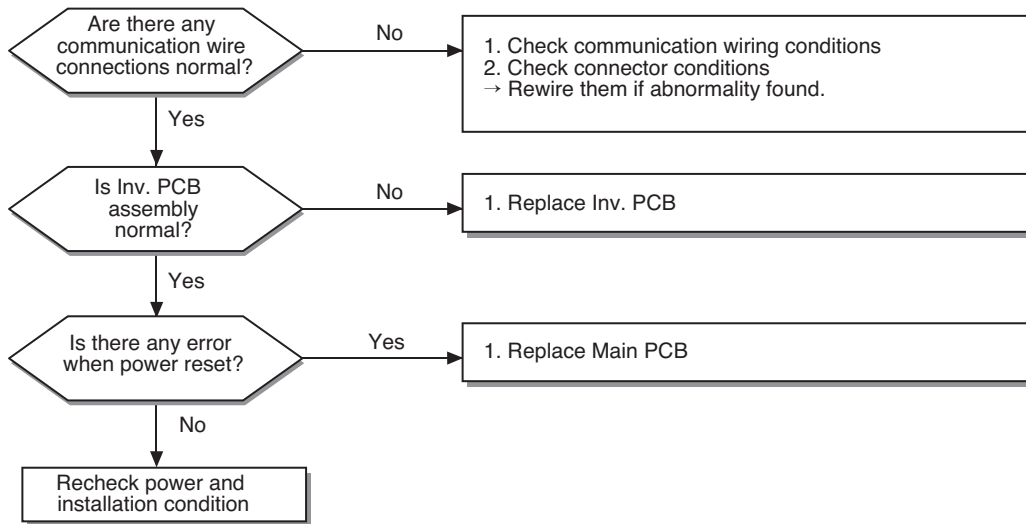 Are there any
communication wire
connections normal?
No
1. Check communication wiring conditions
2. Check connector conditions
→ Rewire them if abnormality found.
Yes
Is Inv. PCB
assembly
normal?
No
1. Replace Inv. PCB
Yes
Is there any error
when power reset?
Yes
1. Replace Main PCB
No
Recheck power and
installation condition